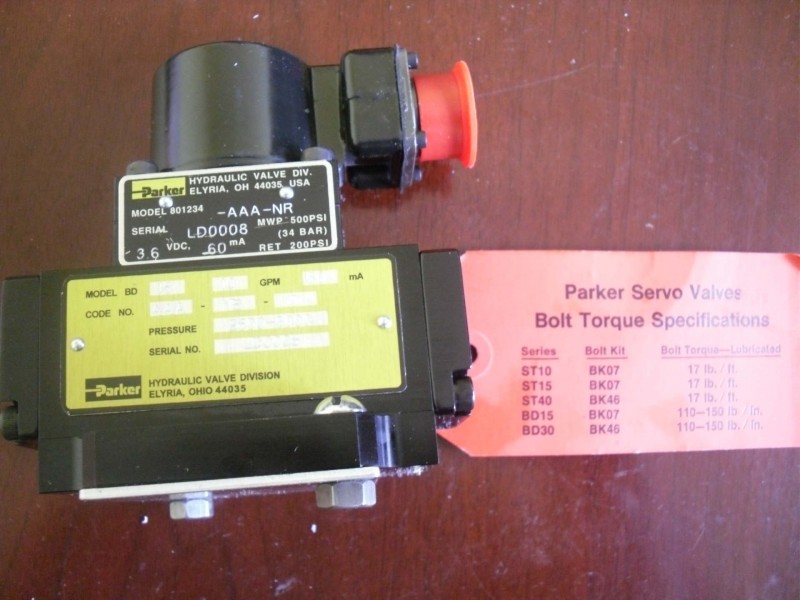 Parker HYDRAULIC VALVE DIV.
ELYRIA, OH 44035 USA
MODEL 801234 -AAA-NR
SERIAL LD0008 MWP 500PSI
(34 BAR)
3.6 VDC, 60 mA RET 200PSI
MODEL BD GPM mA
CODE NO. - -
PRESSURE
SERIAL NO.
Parker HYDRAULIC VALVE DIVISION
ELYRIA, OHIO 44035
Parker Servo Valves
Bolt Torque Specifications
Series Bolt Kit Bolt Torque—Lubricated
ST10 BK07 17 lb./ft.
ST15 BK07 17 lb./ft.
ST40 BK46 17 lb./ft.
BD15 BK07 110—150 lb./in.
BD30 BK46 110—150 lb./in.